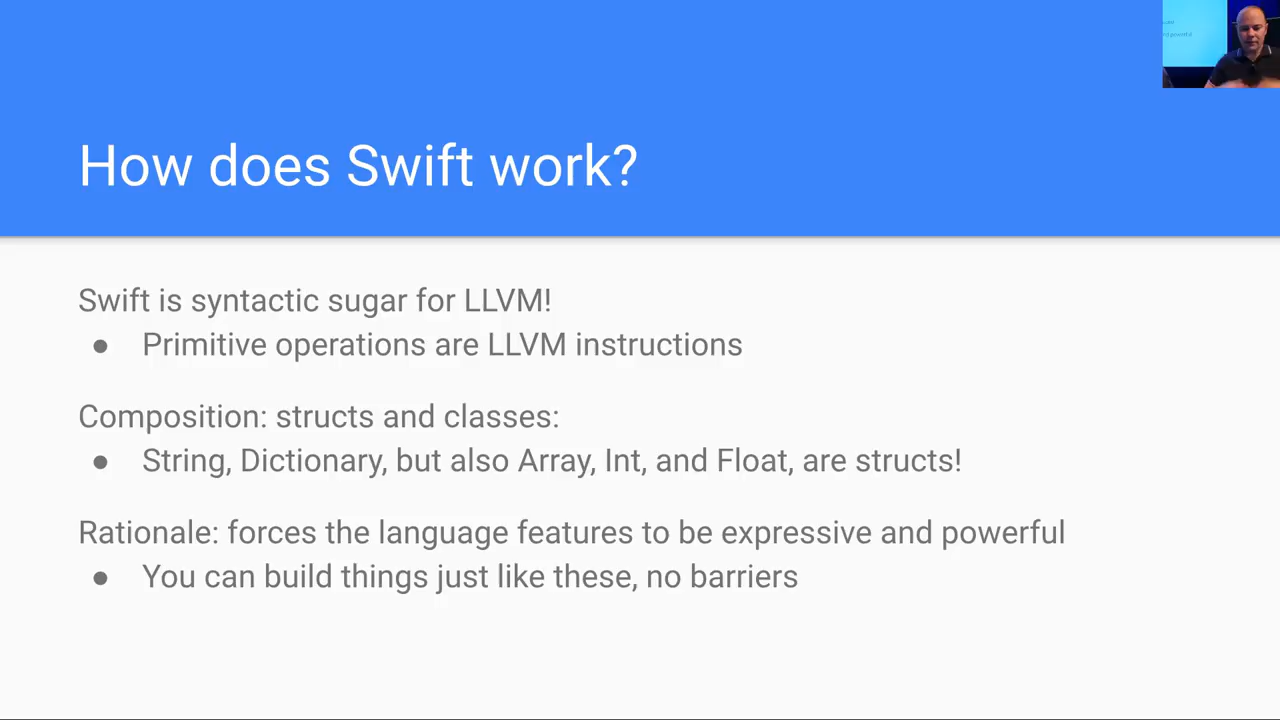 How does Swift work?
Swift is syntactic sugar for LLVM!
● Primitive operations are LLVM instructions
Composition: structs and classes:
● String, Dictionary, but also Array, Int, and Float, are structs!
Rationale: forces the language features to be expressive and powerful
● You can build things just like these, no barriers